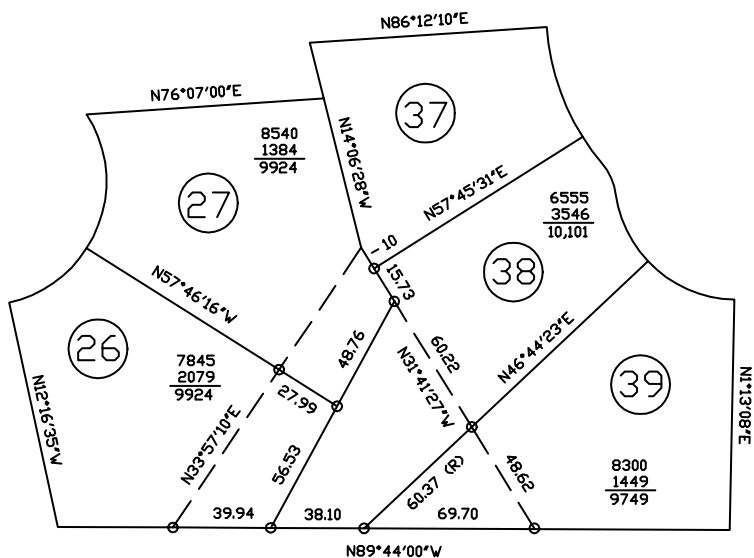 N86°12'10"E
N76°07'00"E
37
8540
1384
9924
N14°06'28"W
27
N57°45'31"E
6555
3546
10,101
10
15.73
38
N57°46'16"W
26
7845
2079
9924
48.76
60.22
N46°44'23"E
N31°41'27"W
27.99
39
N12°16'35"W
N33°57'10"E
N1°13'08"E
56.53
60.37 (R)
48.62
8300
1449
9749
39.94
38.10
69.70
N89°44'00"W